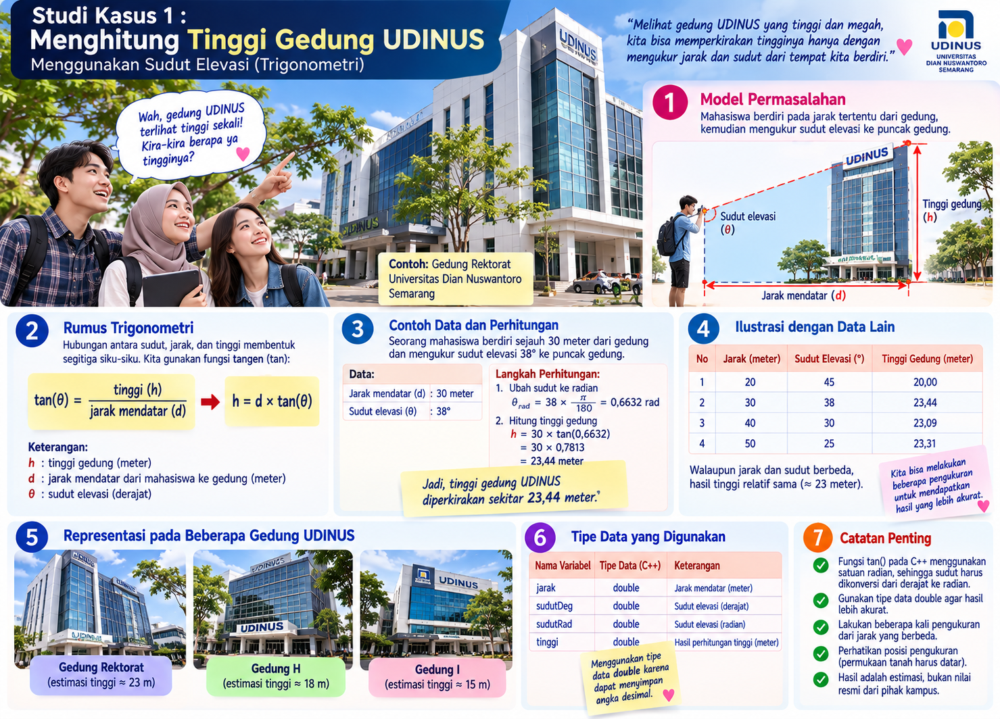 Studi Kasus 1 :
Menghitung Tinggi Gedung UDINUS
Menggunakan Sudut Elevasi (Trigonometri)
“Melihat gedung UDINUS yang tinggi dan megah,
kita bisa memperkirakan tingginya hanya dengan
mengukur jarak dan sudut dari tempat kita berdiri.”
UDINUS
UNIVERSITAS
DIAN NUSWANTORO
SEMARANG
Wah, gedung UDINUS
terlihat tinggi sekali!
Kira-kira berapa ya
tingginya?
UDINUS
UDINUS
Contoh: Gedung Rektorat
Universitas Dian Nuswantoro
Semarang
1 Model Permasalahan
Mahasiswa berdiri pada jarak tertentu dari gedung,
kemudian mengukur sudut elevasi ke puncak gedung.
UDINUS
Sudut elevasi
(θ)
Tinggi gedung
(h)
Jarak mendatar (d)
2 Rumus Trigonometri
Hubungan antara sudut, jarak, dan tinggi membentuk
segitiga siku-siku. Kita gunakan fungsi tangen (tan):
tan(θ) = tinggi (h) / jarak mendatar (d)
h = d × tan(θ)
Keterangan:
h : tinggi gedung (meter)
d : jarak mendatar dari mahasiswa ke gedung (meter)
θ : sudut elevasi (derajat)
3 Contoh Data dan Perhitungan
Seorang mahasiswa berdiri sejauh 30 meter dari gedung
dan mengukur sudut elevasi 38° ke puncak gedung.
Data:
Jarak mendatar (d) : 30 meter
Sudut elevasi (θ) : 38°
Langkah Perhitungan:
1. Ubah sudut ke radian
θrad = 38 × π/180 = 0,6632 rad
2. Hitung tinggi gedung
h = 30 × tan(0,6632)
= 30 × 0,7813
= 23,44 meter
Jadi, tinggi gedung UDINUS
diperkirakan sekitar 23,44 meter.
4 Ilustrasi dengan Data Lain
No Jarak (meter) Sudut Elevasi (°) Tinggi Gedung (meter)
1 20 45 20,00
2 30 38 23,44
3 40 30 23,09
4 50 25 23,31
Walaupun jarak dan sudut berbeda,
hasil tinggi relatif sama (≈ 23 meter).
Kita bisa melakukan
beberapa pengukuran
untuk mendapatkan
hasil yang lebih akurat.
5 Representasi pada Beberapa Gedung UDINUS
UDINUS
UDINUS
Gedung Rektorat
(estimasi tinggi ≈ 23 m)
Gedung H
(estimasi tinggi ≈ 18 m)
Gedung I
(estimasi tinggi ≈ 15 m)
6 Tipe Data yang Digunakan
Nama Variabel Tipe Data (C++) Keterangan
jarak double Jarak mendatar (meter)
sudutDeg double Sudut elevasi (derajat)
sudutRad double Sudut elevasi (radian)
tinggi double Hasil perhitungan tinggi (meter)
Menggunakan tipe
data double karena
dapat menyimpan
angka desimal.
7 Catatan Penting
Fungsi tan() pada C++ menggunakan
satuan radian, sehingga sudut harus
dikonversi dari derajat ke radian.
Gunakan tipe data double agar hasil
lebih akurat.
Lakukan beberapa kali pengukuran
dari jarak yang berbeda.
Perhatikan posisi pengukuran
(permukaan tanah harus datar).
Hasil adalah estimasi, bukan nilai
resmi dari pihak kampus.